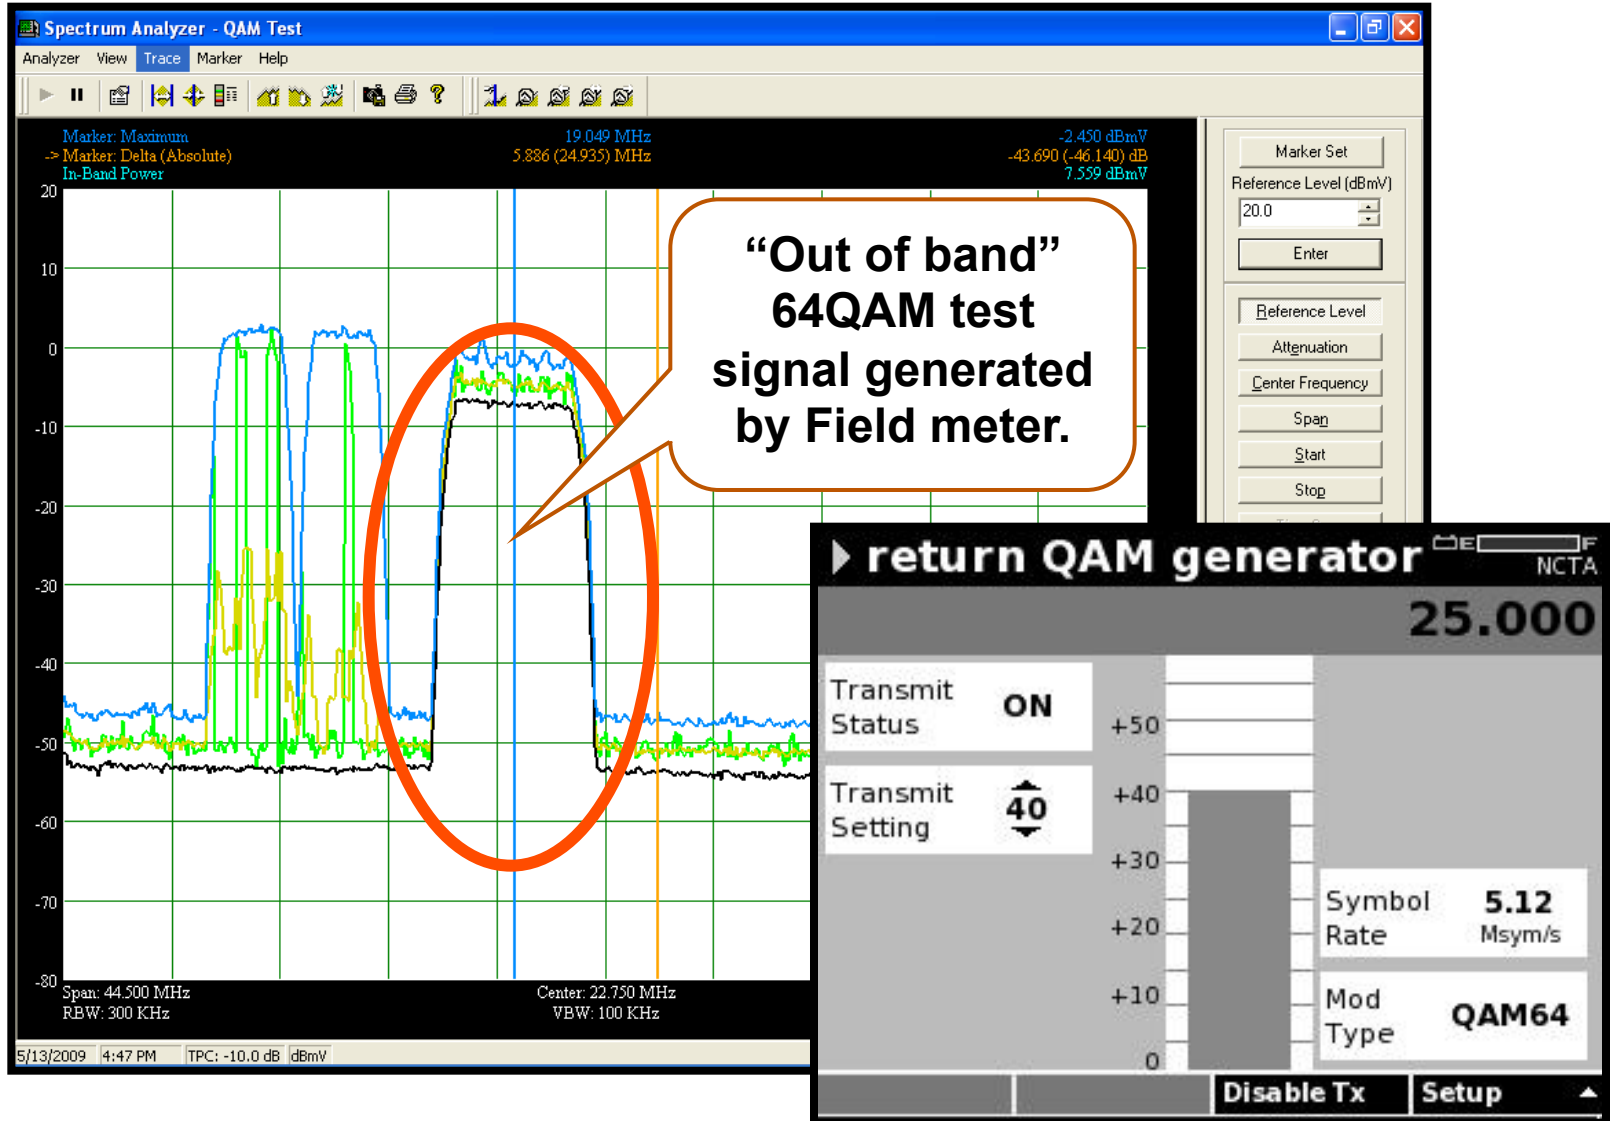 Spectrum Analyzer - QAM Test
Analyzer View Trace Marker Help
Marker: Maximum 19.049 MHz -2.450 dBmV
-> Marker: Delta (Absolute) 5.886 (24.935) MHz -43.690 (-46.140) dB
In-Band Power 7.559 dBmV
20
10
0
-10
-20
-30
-40
-50
-60
-70
-80
“Out of band”
64QAM test
signal generated
by Field meter.
Span: 44.500 MHz Center: 22.750 MHz
RBW: 300 KHz VBW: 100 KHz
5/13/2009 4:47 PM TPC: -10.0 dB dBmV
Marker Set
Reference Level (dBmV)
20.0
Enter
Reference Level
Attenuation
Center Frequency
Span
Start
Stop
return QAM generator E F
NCTA
25.000
Transmit
Status ON
Transmit
Setting 40
+50
+40
+30
+20
+10
0
Symbol
Rate 5.12
Msym/s
Mod
Type QAM64
Disable Tx Setup